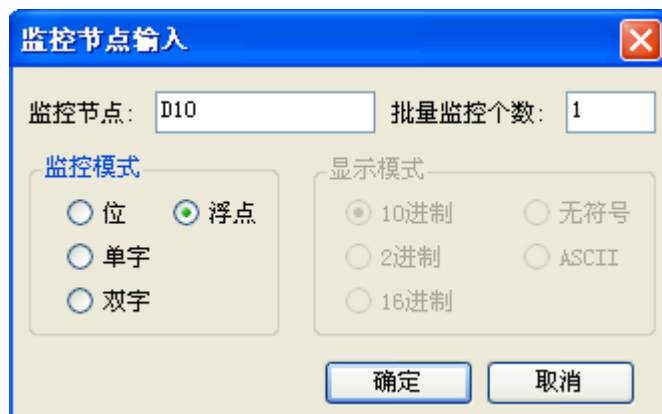 监控节点输入
监控节点: D10 批量监控个数: 1
监控模式 显示模式
位 浮点 10进制 无符号
单字 2进制 ASCII
双字 16进制
确定 取消